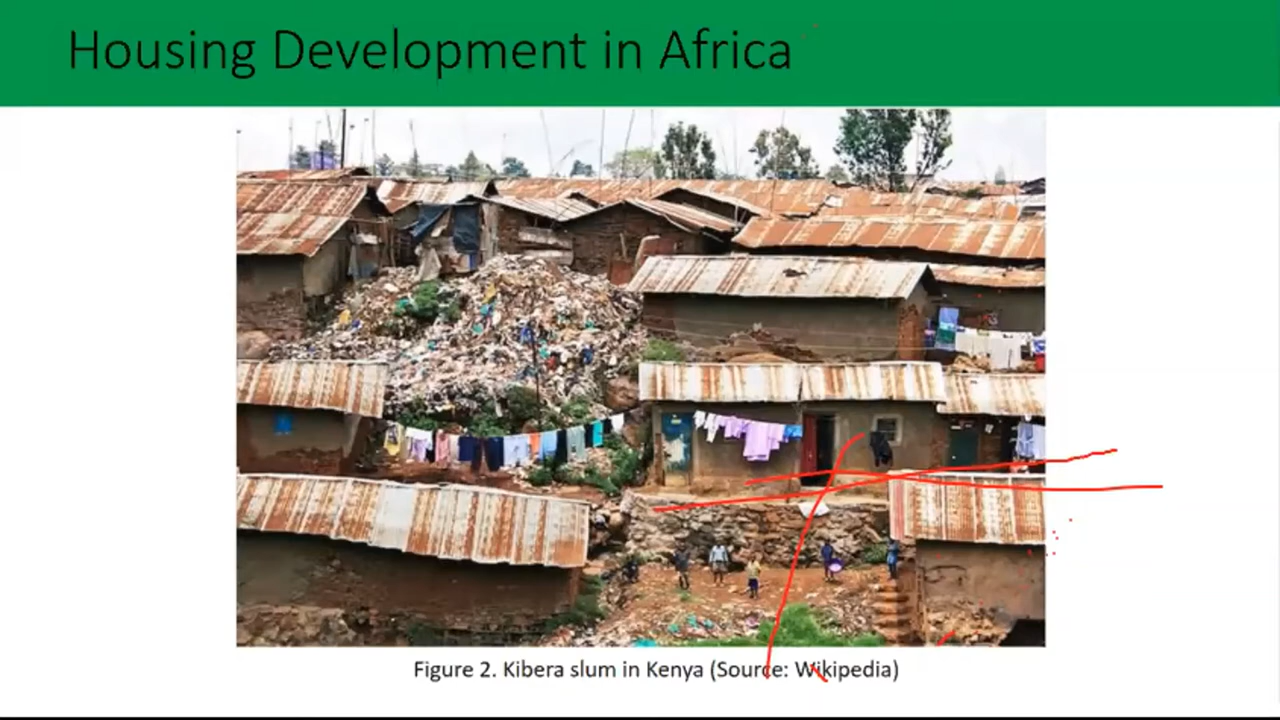 Housing Development in Africa
Figure 2. Kibera slum in Kenya (Source: Wikipedia)